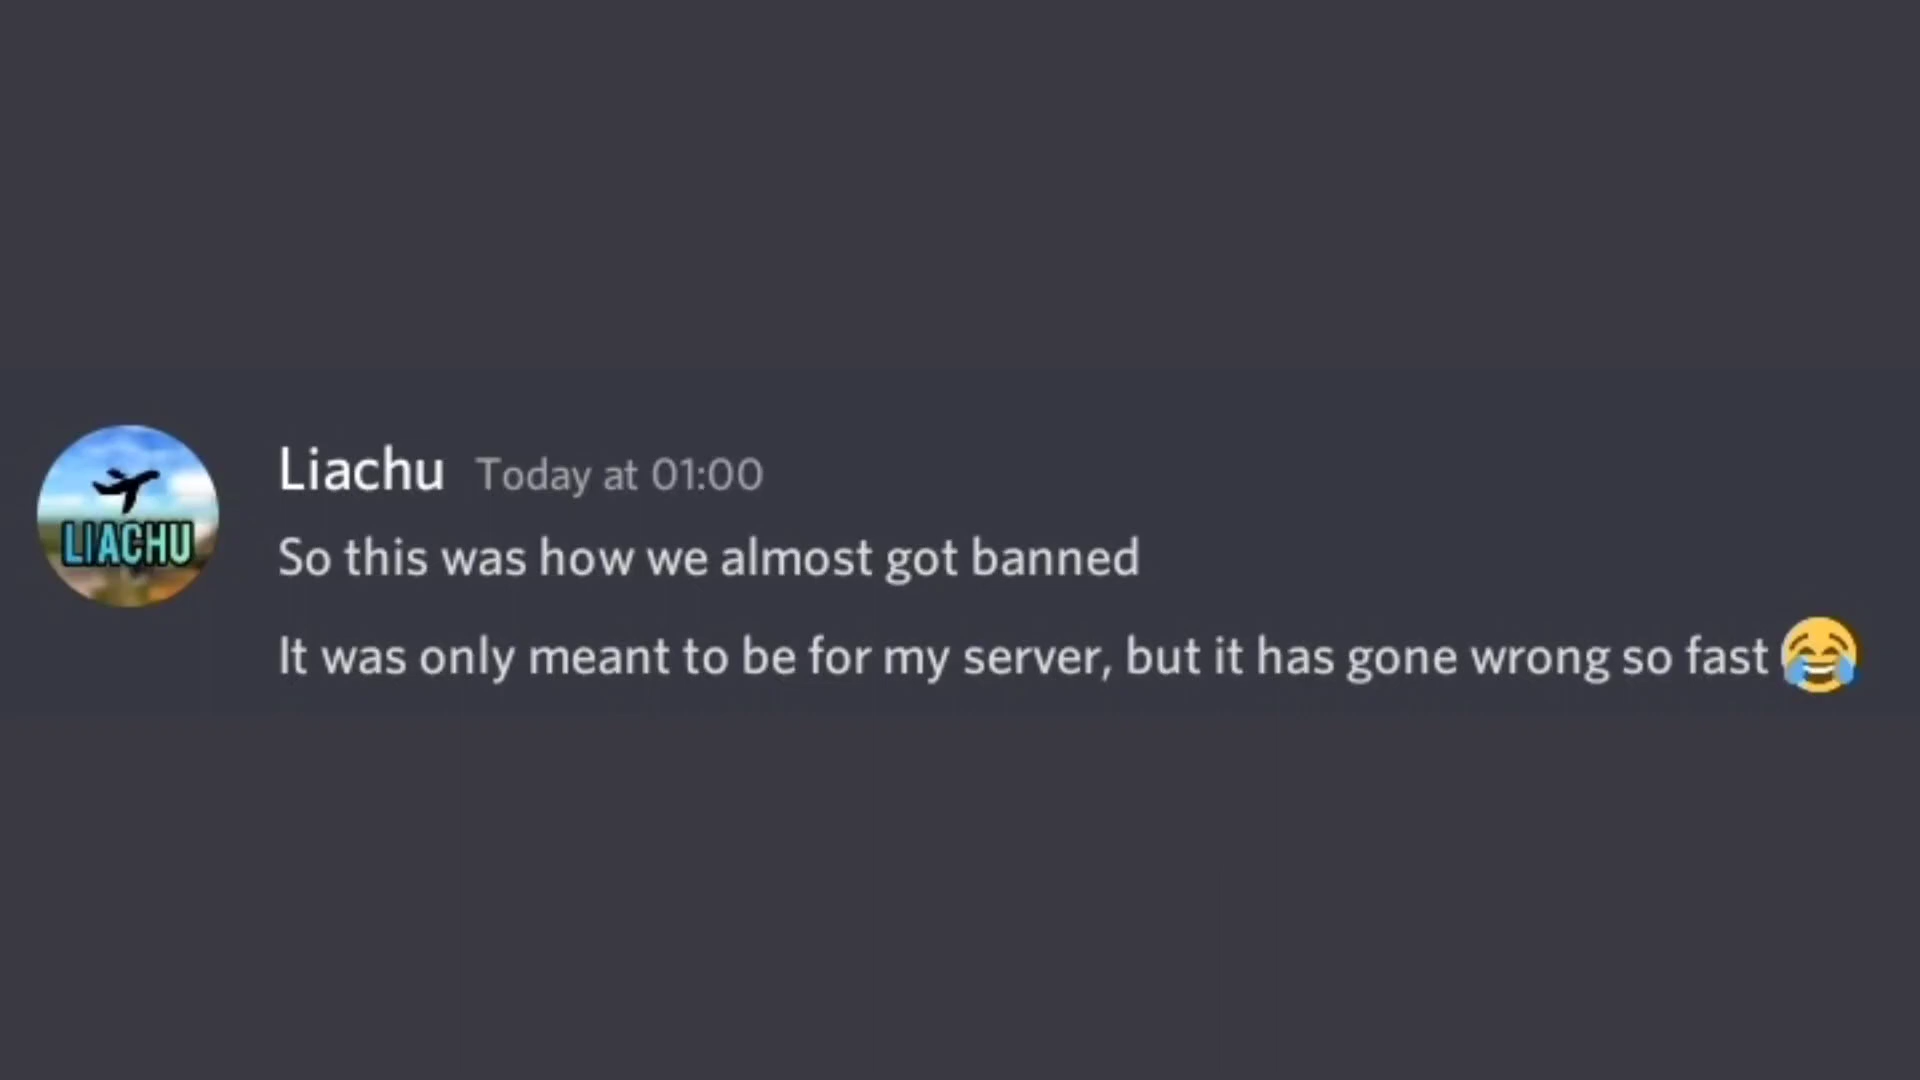 LIACHU
Liachu Today at 01:00
So this was how we almost got banned
It was only meant to be for my server, but it has gone wrong so fast 😂